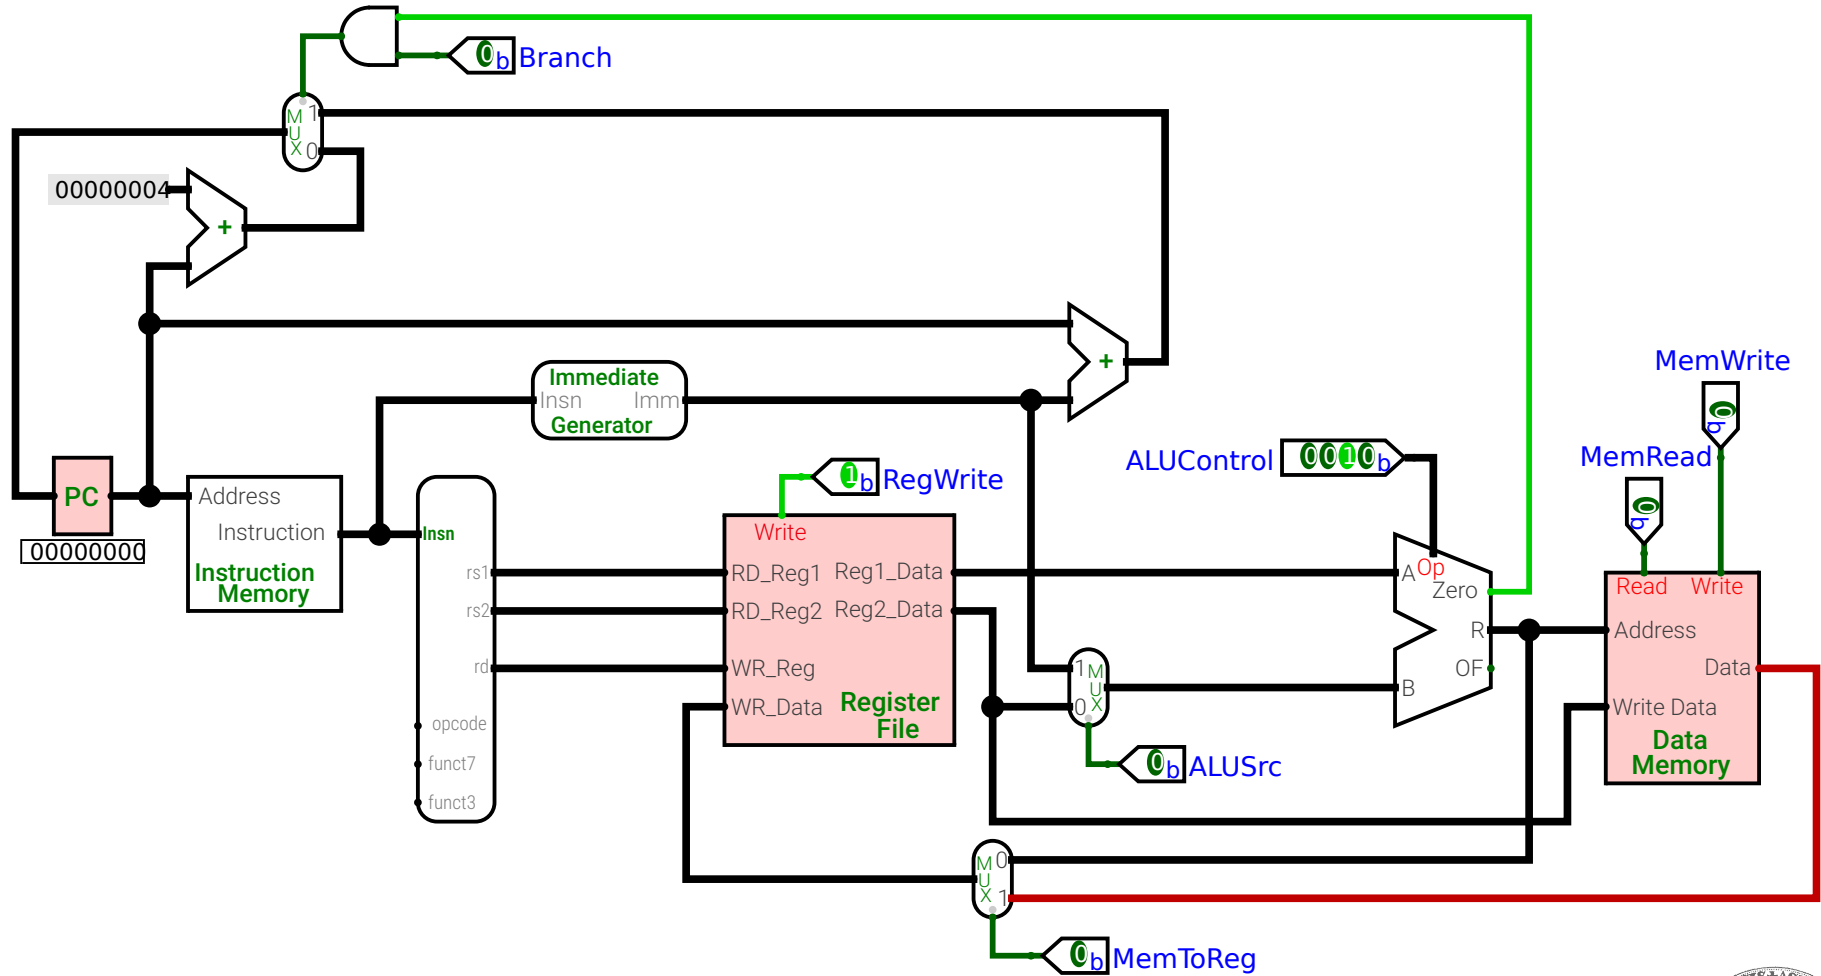 0b Branch
MUX
1
0
00000004
+
+
MemWrite
0b
Immediate
Insn Imm
Generator
ALUControl 0010b
MemRead
0b
1b RegWrite
PC
00000000
Address
Instruction
Instruction
Memory
Insn
rs1
rs2
rd
opcode
funct7
funct3
Write
RD_Reg1 Reg1_Data
RD_Reg2 Reg2_Data
WR_Reg
WR_Data
Register
File
1
0
MUX
0b ALUSrc
A Op
Zero
R
OF
B
Read Write
Address
Data
Write Data
Data
Memory
MUX
0
1
0b MemToReg